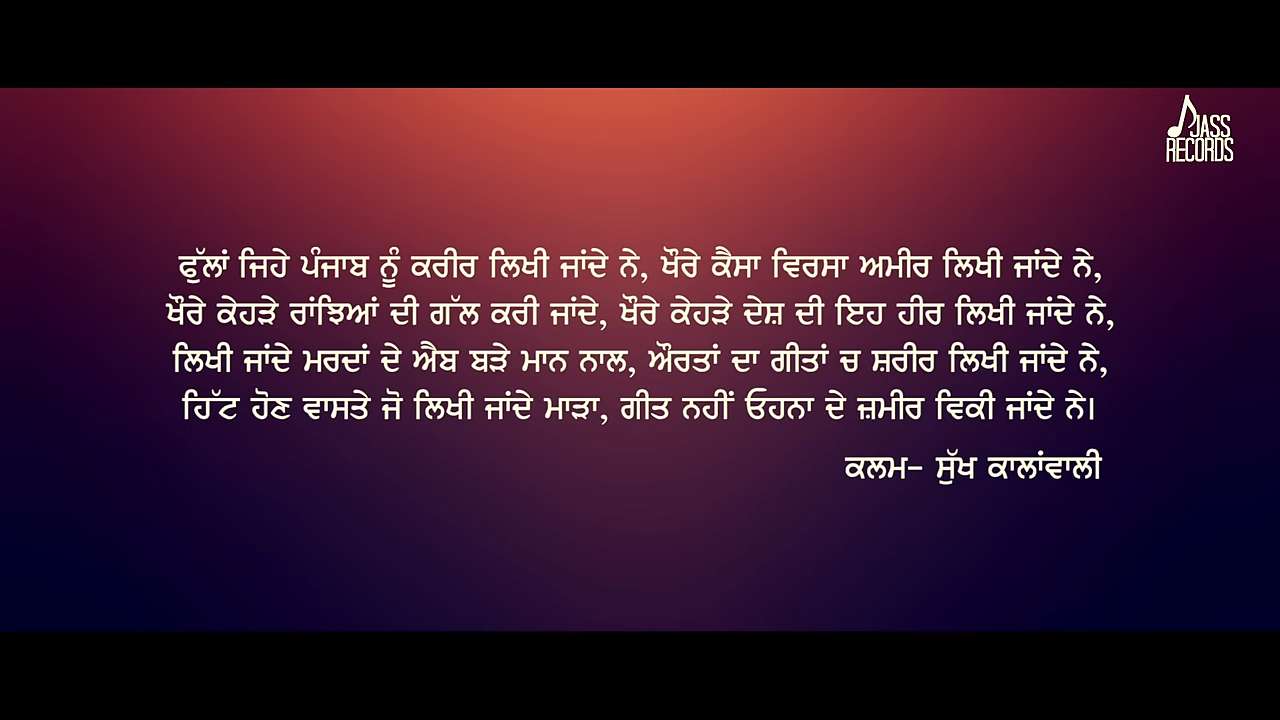 JASS
RECORDS
ਫੁੱਲਾਂ ਜਿਹੇ ਪੰਜਾਬ ਨੂੰ ਕਰੀਰ ਲਿਖੀ ਜਾਂਦੇ ਨੇ, ਖੌਰੇ ਕੈਸਾ ਵਿਰਸਾ ਅਮੀਰ ਲਿਖੀ ਜਾਂਦੇ ਨੇ,
ਖੌਰੇ ਕੇਹੜੇ ਰਾਂਝਿਆਂ ਦੀ ਗੱਲ ਕਰੀ ਜਾਂਦੇ, ਖੌਰੇ ਕੇਹੜੇ ਦੇਸ਼ ਦੀ ਇਹ ਹੀਰ ਲਿਖੀ ਜਾਂਦੇ ਨੇ,
ਲਿਖੀ ਜਾਂਦੇ ਮਰਦਾਂ ਦੇ ਐਬ ਬੜੇ ਮਾਨ ਨਾਲ, ਔਰਤਾਂ ਦਾ ਗੀਤਾਂ ਚ ਸ਼ਰੀਰ ਲਿਖੀ ਜਾਂਦੇ ਨੇ,
ਹਿੱਟ ਹੋਣ ਵਾਸਤੇ ਜੋ ਲਿਖੀ ਜਾਂਦੇ ਮਾੜਾ, ਗੀਤ ਨਹੀਂ ਓਹਨਾ ਦੇ ਜ਼ਮੀਰ ਵਿਕੀ ਜਾਂਦੇ ਨੇ।
ਕਲਮ- ਸੁੱਖ ਕਾਲਾਂਵਾਲੀ